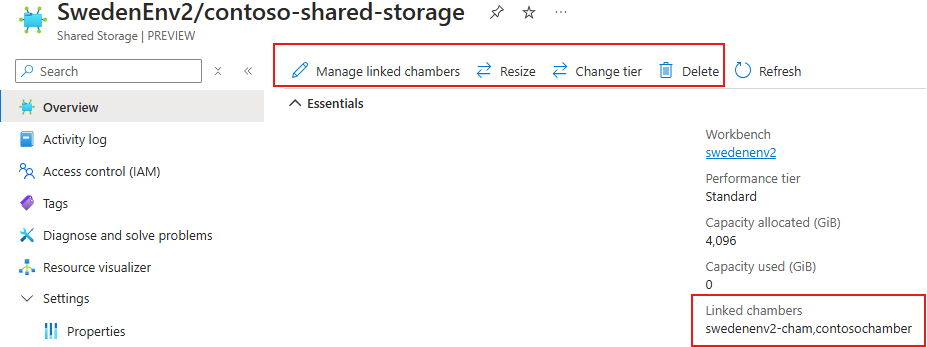 SwedenEnv2/contoso-shared-storage
Shared Storage | PREVIEW
Search
Overview
Activity log
Access control (IAM)
Tags
Diagnose and solve problems
Resource visualizer
Settings
Properties
Manage linked chambers Resize Change tier Delete Refresh
Essentials
Workbench
swedenenv2
Performance tier
Standard
Capacity allocated (GiB)
4,096
Capacity used (GiB)
0
Linked chambers
swedenenv2-cham,contosochamber